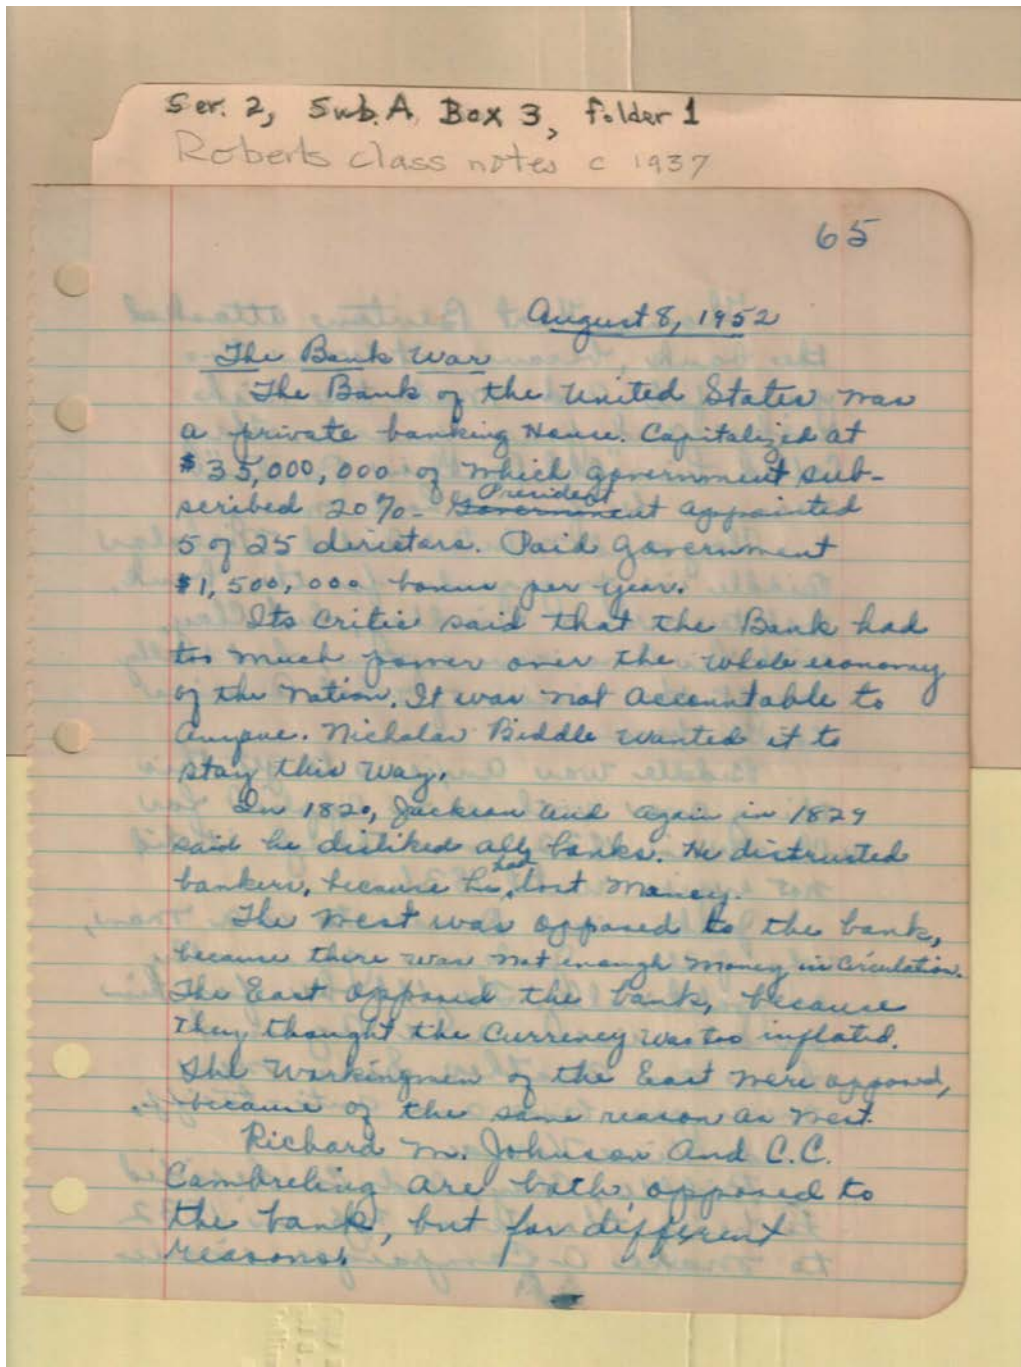 Ser. 2, Sub. A, Box 3, folder 1
Roberts class notes c 1937
65
August 8, 1952
The Bank War
The Bank of the United States was
a private banking House. Capitalized at
$35,000,000 of which government sub-
scribed 20%. President
Government appointed
5 of 25 directors. Paid government
$1,500,000 bonus per year.
Its Critic said that the Bank had
too much power over the whole economy
of the nation. It was not accountable to
anyone. Nicholas Biddle wanted it to
stay this way.
In 1820, Jackson and again in 1829
said he disliked all banks. He distrusted
bankers, because he had lost money.
The West was opposed to the bank,
because there was not enough money in circulation.
The East opposed the bank, because
they thought the currency was too inflated.
The Workingmen of the East were opposed,
because of the same reason as West.
Richard M. Johnson and C.C.
Cambreling are both opposed to
the bank, but for different
reasons.